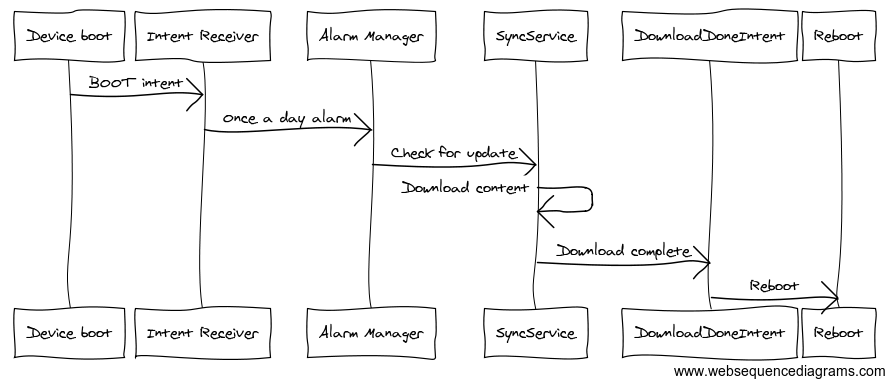 Device boot
Intent Receiver
Alarm Manager
SyncService
DownloadDoneIntent
Reboot
BOOT intent
Once a day alarm
Check for update
Download content
Download complete
Reboot
Device boot
Intent Receiver
Alarm Manager
SyncService
DownloadDoneIntent
Reboot
www.websequencediagrams.com